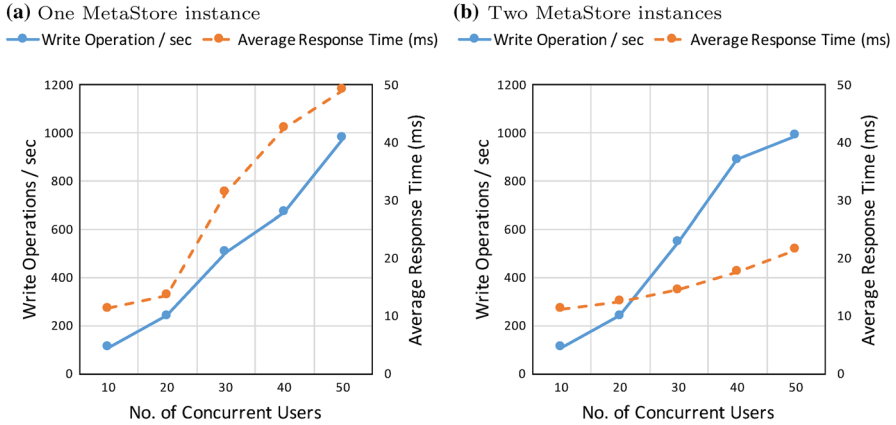 (a) One MetaStore instance
Write Operation / sec
Average Response Time (ms)
1200
1000
800
600
400
200
0
50
40
30
20
10
0
10 20 30 40 50
Write Operations / sec
Average Response Time (ms)
No. of Concurrent Users
(b) Two MetaStore instances
Write Operation / sec
Average Response Time (ms)
1200
1000
800
600
400
200
0
50
40
30
20
10
0
10 20 30 40 50
Write Operations / sec
Average Response Time (ms)
No. of Concurrent Users